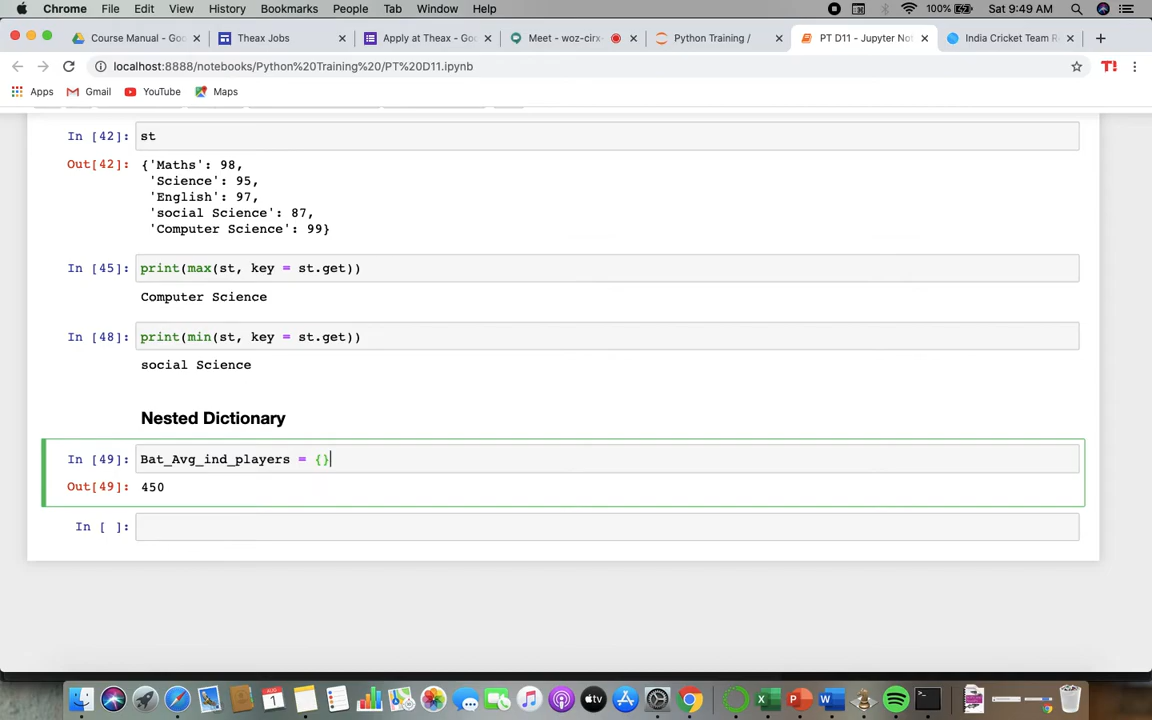 Chrome File Edit View History Bookmarks People Tab Window Help 100% Sat 9:49 AM
Course Manual - Goo Theax Jobs Apply at Theax - Goo Meet - woz-cirx Python Training / PT D11 - Jupyter Not India Cricket Team R
localhost:8888/notebooks/Python%20Training%20/PT%20D11.ipynb T!
Apps Gmail YouTube Maps
In [42]: st
Out[42]: {'Maths': 98,
'Science': 95,
'English': 97,
'social Science': 87,
'Computer Science': 99}
In [45]: print(max(st, key = st.get))
Computer Science
In [48]: print(min(st, key = st.get))
social Science
Nested Dictionary
In [49]: Bat_Avg_ind_players = {}
Out[49]: 450
In [ ]: